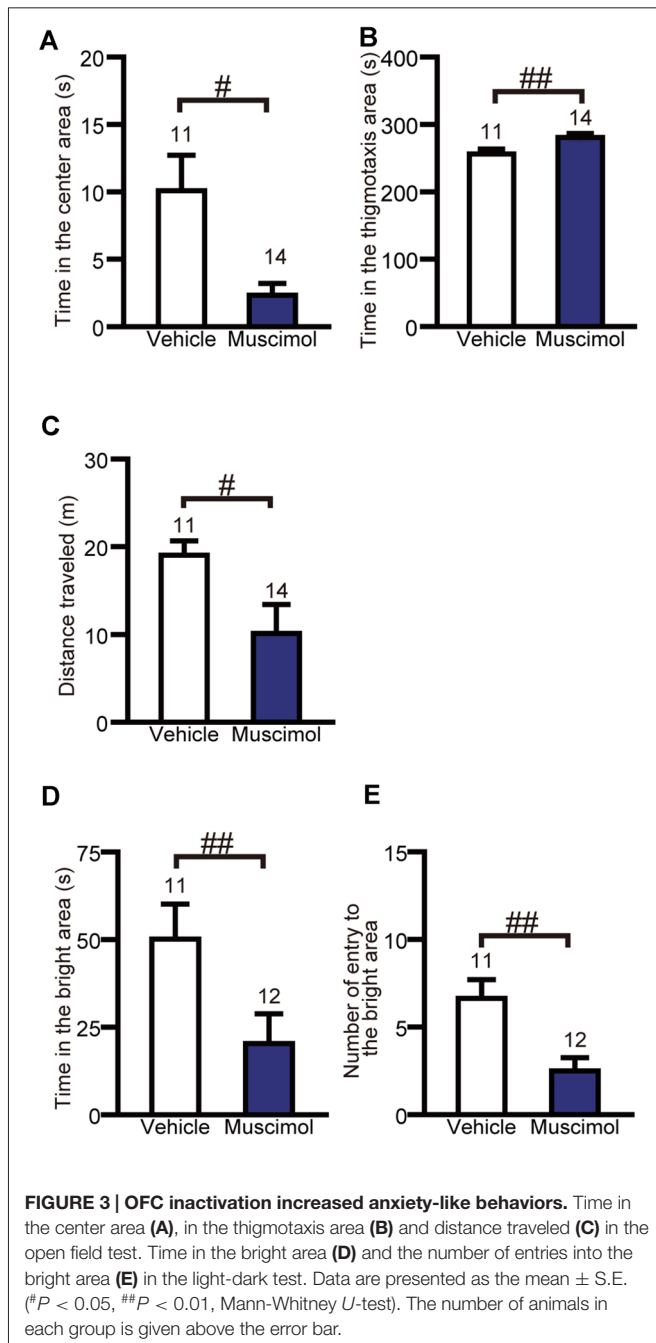 A
Time in the center area (s)
20
15
10
5
0
#
11
14
Vehicle Muscimol
B
Time in the thigmotaxis area (s)
400
300
200
100
0
##
11
14
Vehicle Muscimol
C
Distance traveled (m)
30
20
10
0
#
11
14
Vehicle Muscimol
D
Time in the bright area (s)
75
50
25
0
##
11
12
Vehicle Muscimol
E
Number of entry to
the bright area
15
10
5
0
##
11
12
Vehicle Muscimol
FIGURE 3 | OFC inactivation increased anxiety-like behaviors. Time in
the center area (A), in the thigmotaxis area (B) and distance traveled (C) in the
open field test. Time in the bright area (D) and the number of entries into the
bright area (E) in the light-dark test. Data are presented as the mean ± S.E.
(#P < 0.05, ##P < 0.01, Mann-Whitney U-test). The number of animals in
each group is given above the error bar.